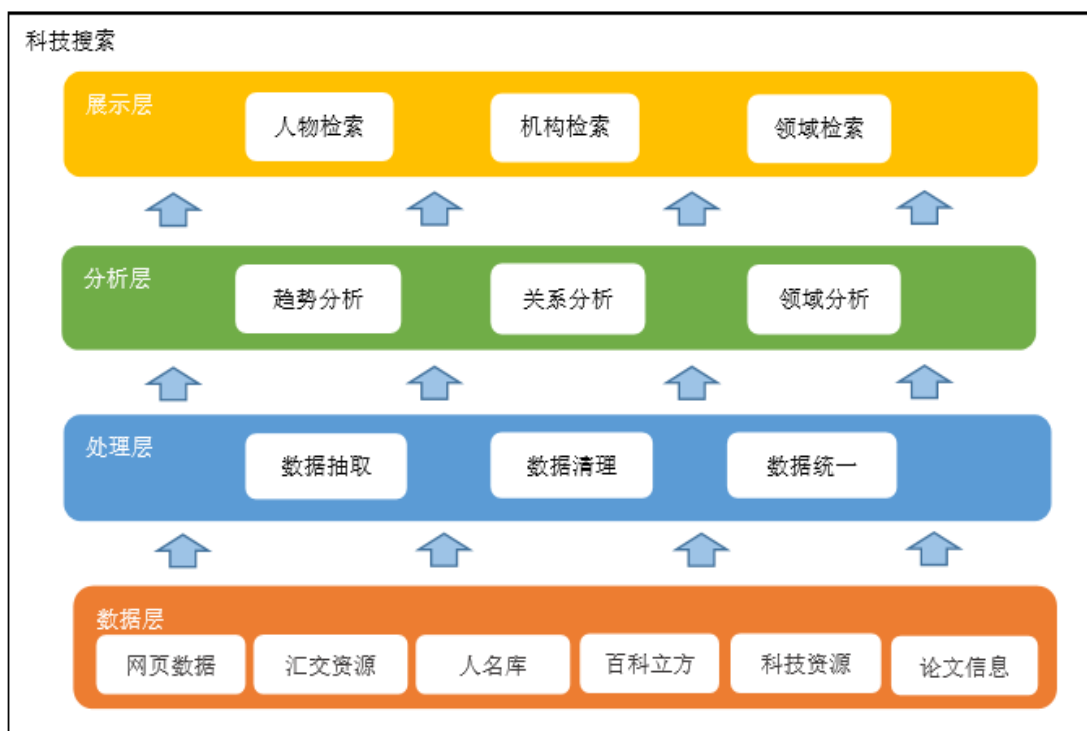 科技搜索
展示层
人物检索
机构检索
领域检索
分析层
趋势分析
关系分析
领域分析
处理层
数据抽取
数据清理
数据统一
数据层
网页数据
汇交资源
人名库
百科立方
科技资源
论文信息